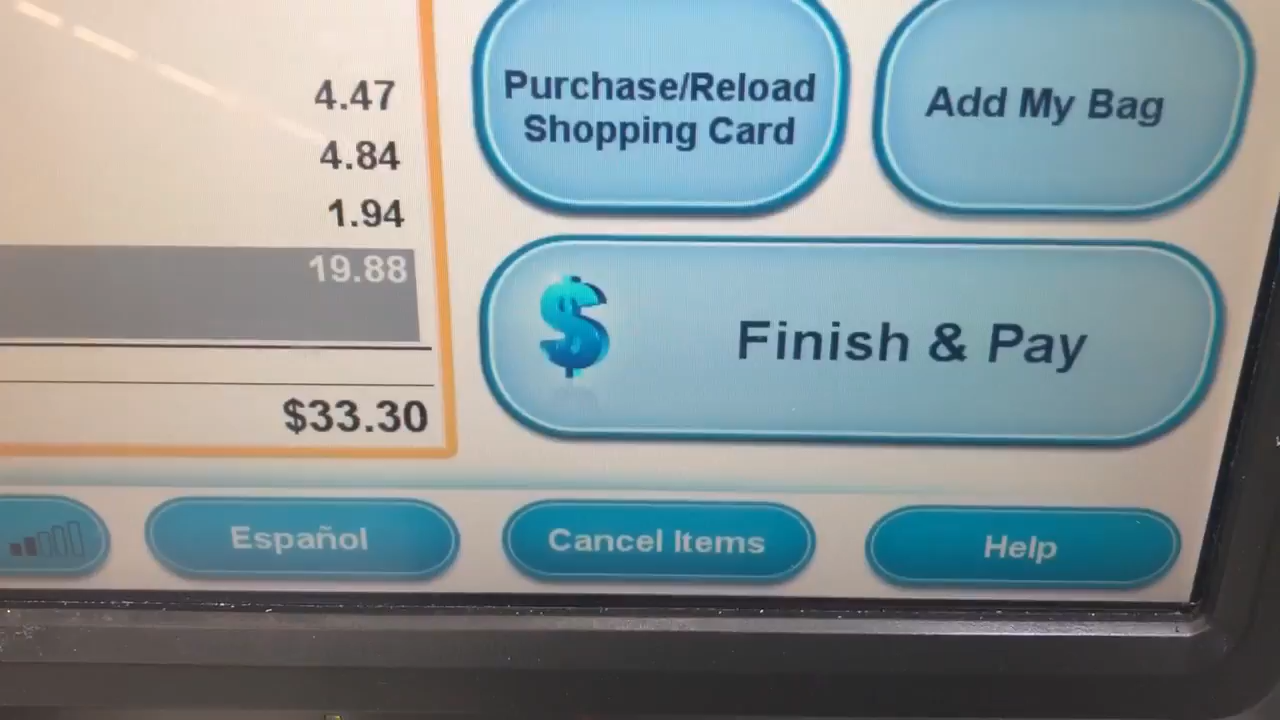 4.47
4.84
1.94
19.88
$33.30
Purchase/Reload
Shopping Card
Add My Bag
$
Finish & Pay
Español
Cancel Items
Help